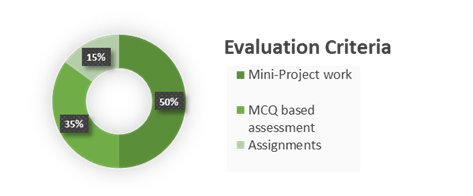 15%
35%
50%
Evaluation Criteria
Mini-Project work
MCQ based
assessment
Assignments